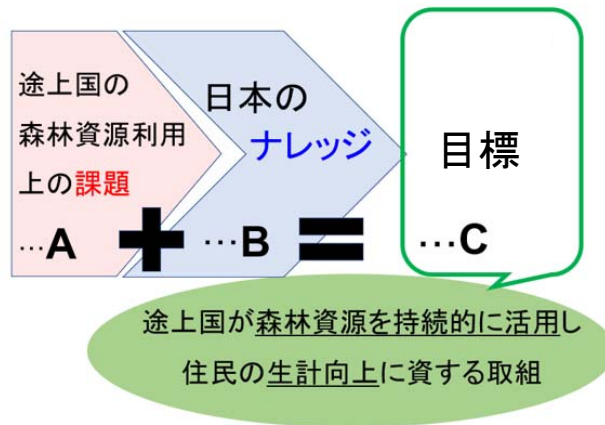 途上国の
森林資源利用
上の課題
…A
+
日本の
ナレッジ
…B
=
目標
…C
途上国が森林資源を持続的に活用し
住民の生計向上に資する取組